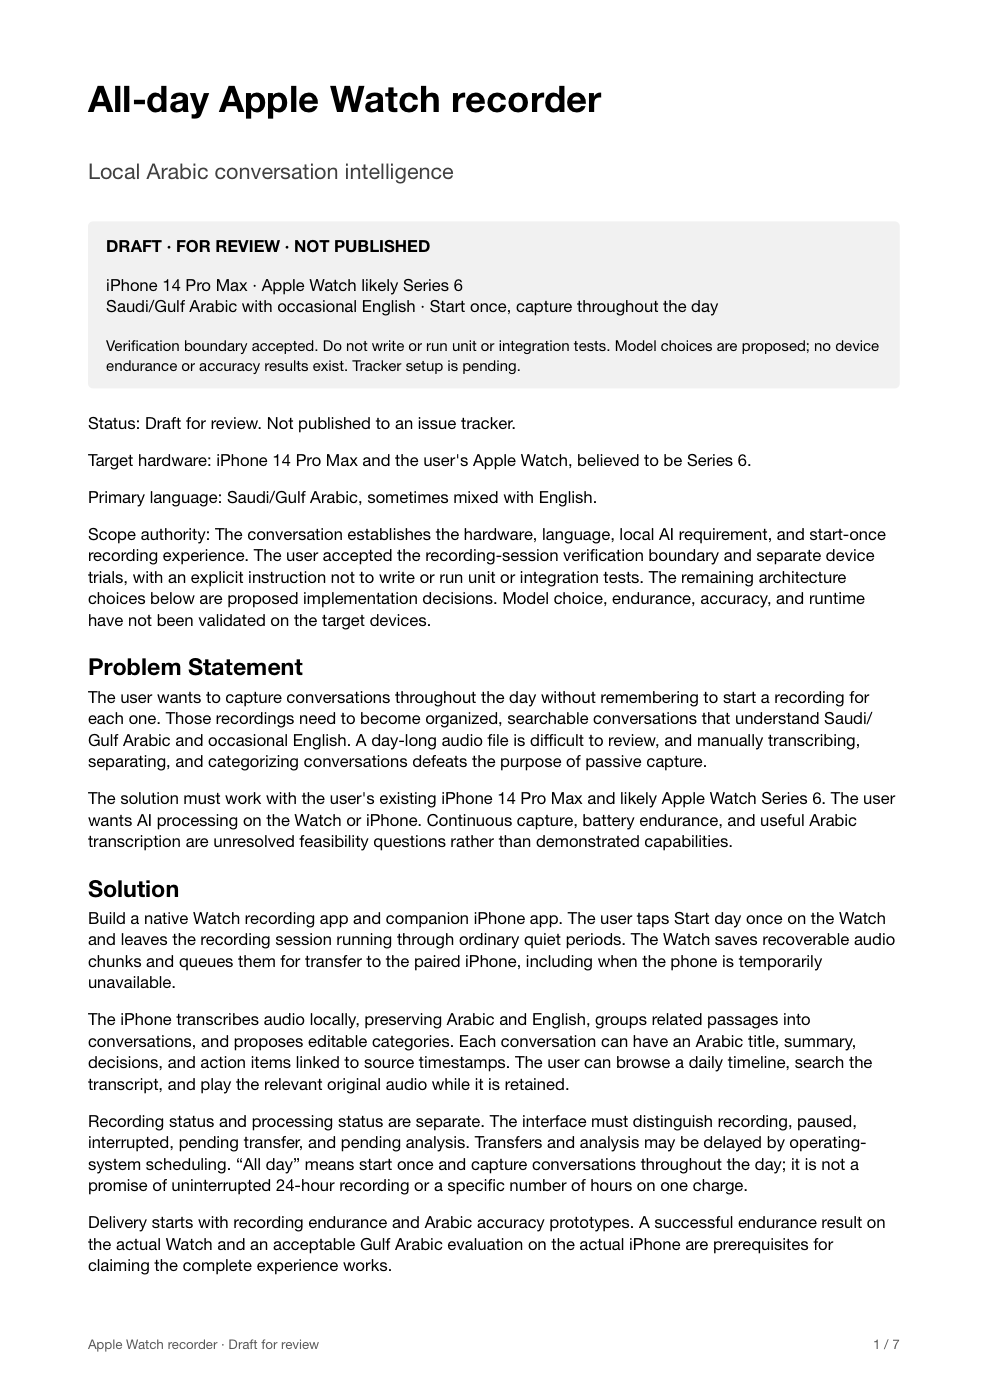 All-day Apple Watch recorder
Local Arabic conversation intelligence
DRAFT · FOR REVIEW · NOT PUBLISHED
iPhone 14 Pro Max · Apple Watch likely Series 6
Saudi/Gulf Arabic with occasional English · Start once, capture throughout the day
Verification boundary accepted. Do not write or run unit or integration tests. Model choices are proposed; no device
endurance or accuracy results exist. Tracker setup is pending.
Status: Draft for review. Not published to an issue tracker.
Target hardware: iPhone 14 Pro Max and the user's Apple Watch, believed to be Series 6.
Primary language: Saudi/Gulf Arabic, sometimes mixed with English.
Scope authority: The conversation establishes the hardware, language, local AI requirement, and start-once
recording experience. The user accepted the recording-session verification boundary and separate device
trials, with an explicit instruction not to write or run unit or integration tests. The remaining architecture
choices below are proposed implementation decisions. Model choice, endurance, accuracy, and runtime
have not been validated on the target devices.
Problem Statement
The user wants to capture conversations throughout the day without remembering to start a recording for
each one. Those recordings need to become organized, searchable conversations that understand Saudi/
Gulf Arabic and occasional English. A day-long audio file is difficult to review, and manually transcribing,
separating, and categorizing conversations defeats the purpose of passive capture.
The solution must work with the user's existing iPhone 14 Pro Max and likely Apple Watch Series 6. The user
wants AI processing on the Watch or iPhone. Continuous capture, battery endurance, and useful Arabic
transcription are unresolved feasibility questions rather than demonstrated capabilities.
Solution
Build a native Watch recording app and companion iPhone app. The user taps Start day once on the Watch
and leaves the recording session running through ordinary quiet periods. The Watch saves recoverable audio
chunks and queues them for transfer to the paired iPhone, including when the phone is temporarily
unavailable.
The iPhone transcribes audio locally, preserving Arabic and English, groups related passages into
conversations, and proposes editable categories. Each conversation can have an Arabic title, summary,
decisions, and action items linked to source timestamps. The user can browse a daily timeline, search the
transcript, and play the relevant original audio while it is retained.
Recording status and processing status are separate. The interface must distinguish recording, paused,
interrupted, pending transfer, and pending analysis. Transfers and analysis may be delayed by operating-
system scheduling. “All day” means start once and capture conversations throughout the day; it is not a
promise of uninterrupted 24-hour recording or a specific number of hours on one charge.
Delivery starts with recording endurance and Arabic accuracy prototypes. A successful endurance result on
the actual Watch and an acceptable Gulf Arabic evaluation on the actual iPhone are prerequisites for
claiming the complete experience works.
Apple Watch recorder · Draft for review
1 / 7